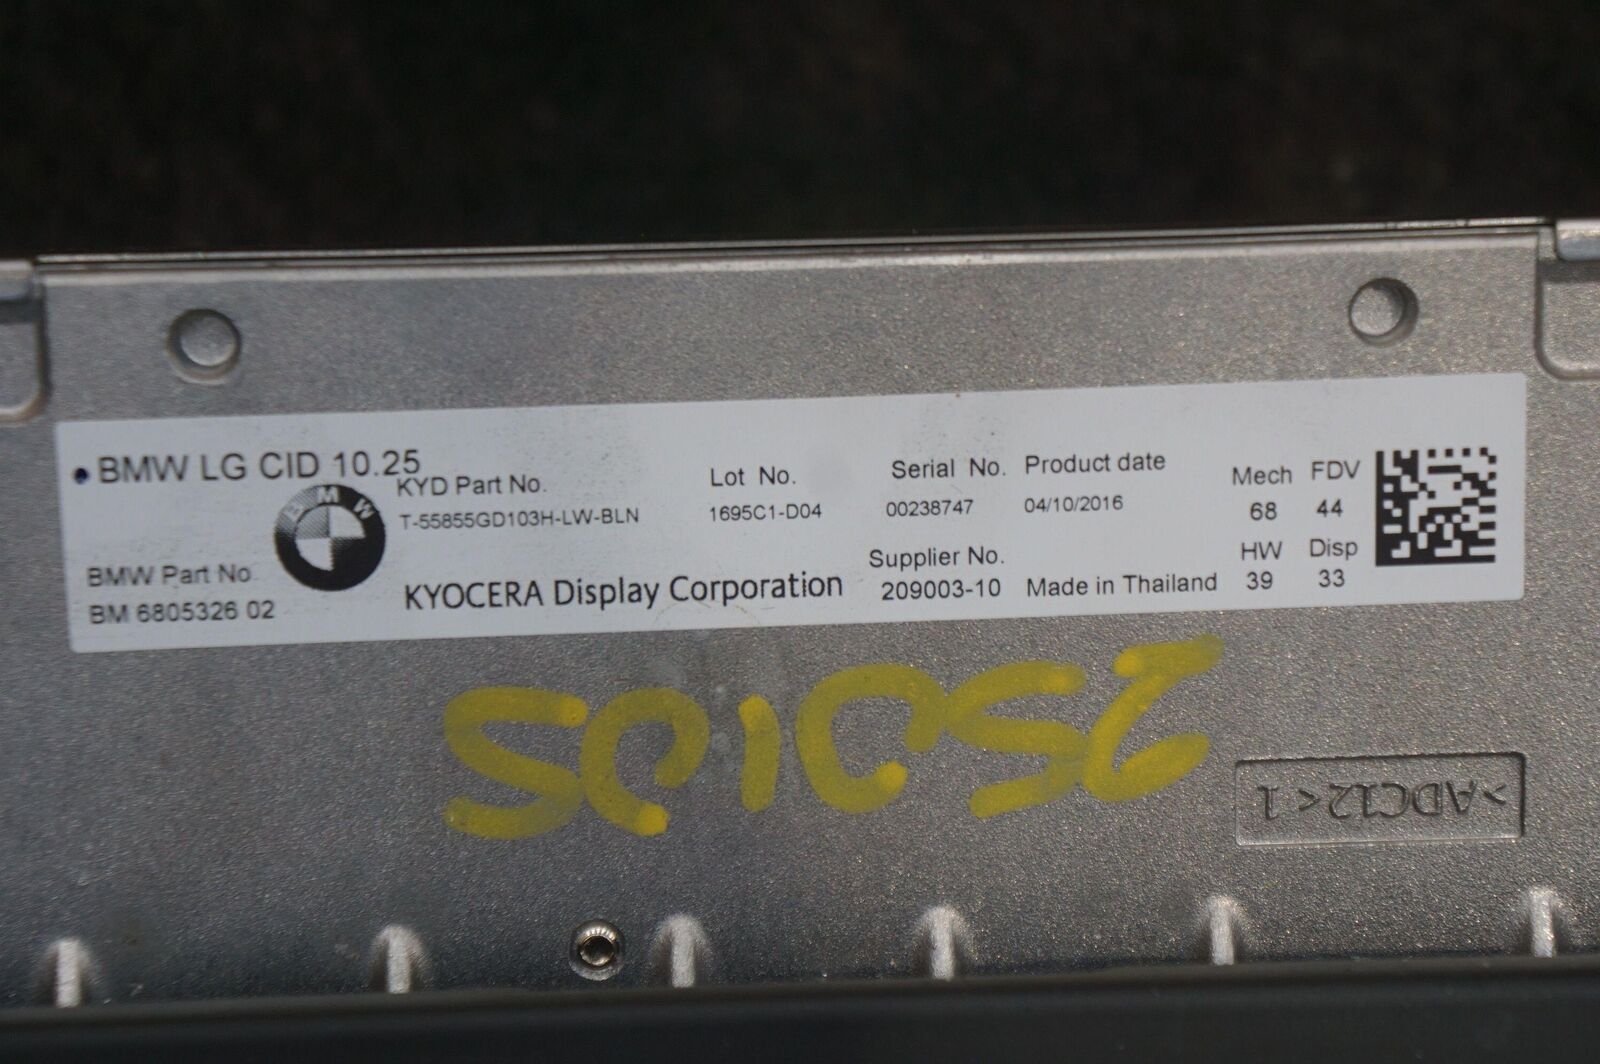 BMW LG CID 10.25
KYD Part No. Lot No. Serial No. Product date Mech FDV
T-55855GD103H-LW-BLN 1695C1-D04 00238747 04/10/2016 68 44
BMW
BMW Part No Supplier No. HW Disp
BM 6805326 02 KYOCERA Display Corporation 209003-10 Made in Thailand 39 33
250105
>ADC12< 1